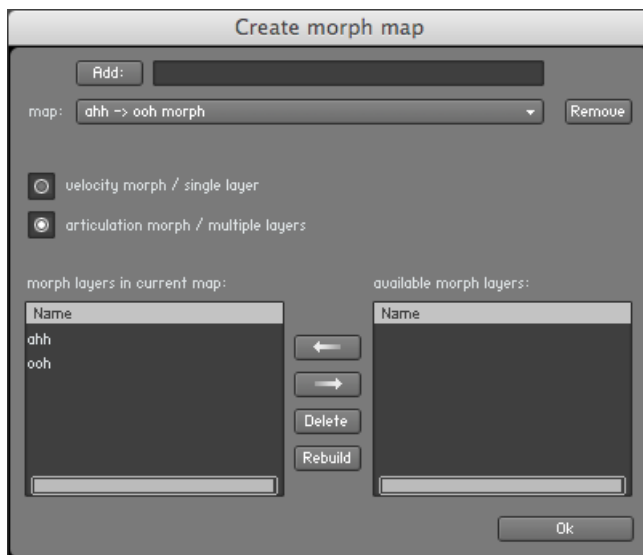 Create morph map
Add:
map: ahh -> ooh morph Remove
velocity morph / single layer
articulation morph / multiple layers
morph layers in current map:
Name
ahh
ooh
Delete
Rebuild
available morph layers:
Name
Ok